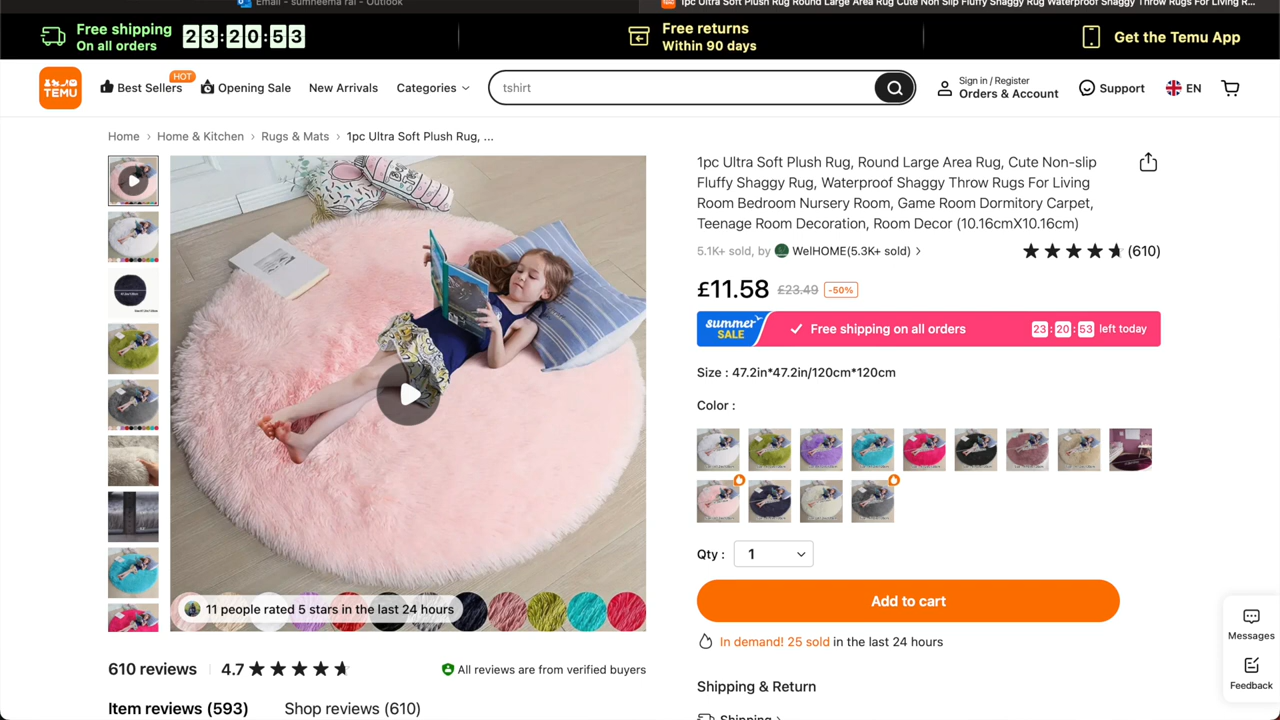 Email - sumneema rai - Outlook
1pc Ultra Soft Plush Rug Round Large Area Rug Cute Non Slip Fluffy Shaggy Rug Waterproof Shaggy Throw Rugs For Living R...
Free shipping
On all orders
23:20:53
Free returns
Within 90 days
Get the Temu App
TEMU
Best Sellers
HOT
Opening Sale
New Arrivals
Categories
tshirt
Sign in / Register
Orders & Account
Support
EN
Home › Home & Kitchen › Rugs & Mats › 1pc Ultra Soft Plush Rug, ...
1pc Ultra Soft Plush Rug, Round Large Area Rug, Cute Non-slip
Fluffy Shaggy Rug, Waterproof Shaggy Throw Rugs For Living
Room Bedroom Nursery Room, Game Room Dormitory Carpet,
Teenage Room Decoration, Room Decor (10.16cmX10.16cm)
5.1K+ sold, by WelHOME(5.3K+ sold) ›
(610)
£11.58 £23.49 -50%
summer
SALE
Free shipping on all orders
23:20:53 left today
Size : 47.2in*47.2in/120cm*120cm
Color :
Qty : 1
Add to cart
In demand! 25 sold in the last 24 hours
11 people rated 5 stars in the last 24 hours
Messages
Feedback
610 reviews
4.7
All reviews are from verified buyers
Shipping & Return
Item reviews (593)
Shop reviews (610)
Shipping ›